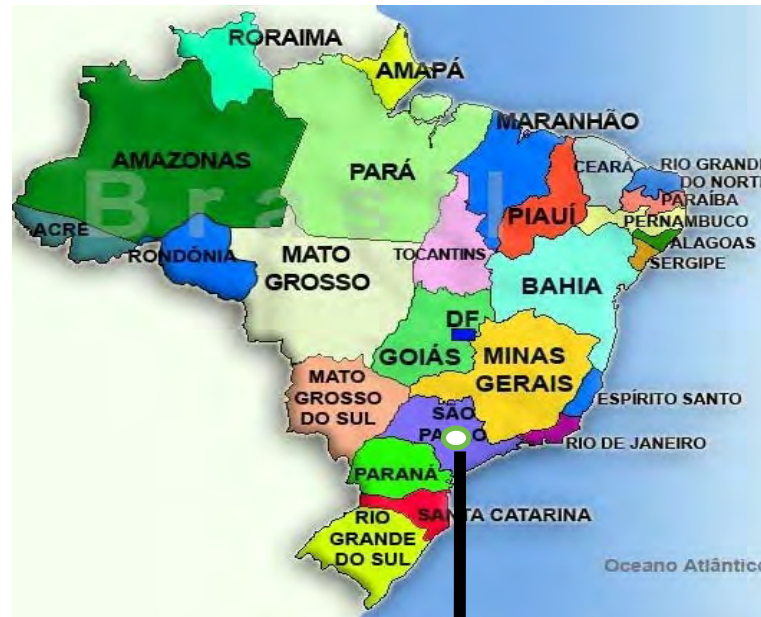 RORAIMA
AMAPÁ
MARANHÃO
AMAZONAS
PARÁ
CEARÁ
RIO GRANDE
DO NORTE
PARAÍBA
Brasil
PIAUÍ
PERNAMBUCO
ACRE
RONDÔNIA
MATO
GROSSO
TOCANTINS
ALAGOAS
SERGIPE
BAHIA
DF
GOIÁS
MINAS
GERAIS
MATO
GROSSO
DO SUL
ESPÍRITO SANTO
SÃO
RIO DE JANEIRO
PARANÁ
SANTA CATARINA
RIO
GRANDE
DO SUL
Oceano Atlântico